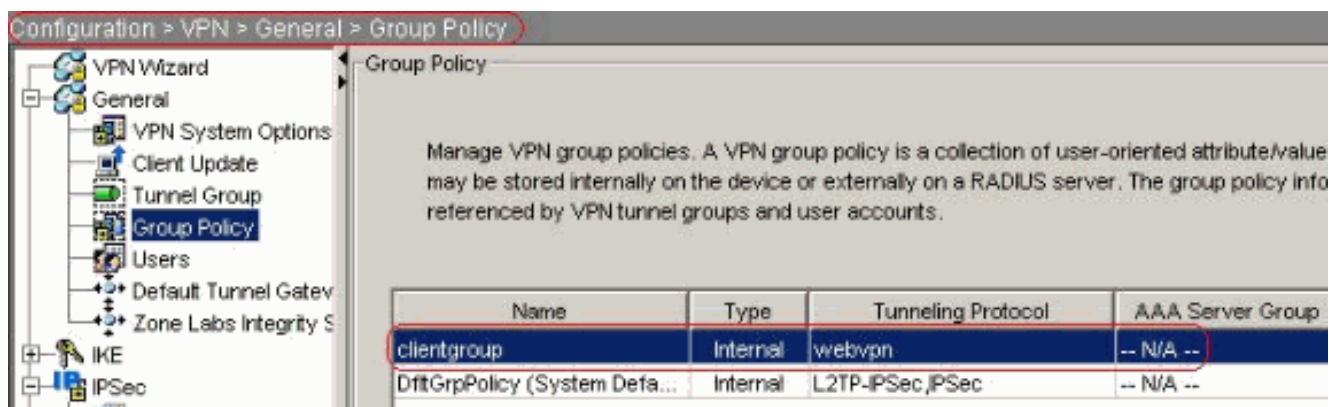 Configuration > VPN > General > Group Policy
VPN Wizard
General
VPN System Options
Client Update
Tunnel Group
Group Policy
Users
Default Tunnel Gatev
Zone Labs Integrity S
IKE
IPSec
Group Policy
Manage VPN group policies. A VPN group policy is a collection of user-oriented attribute/value
may be stored internally on the device or externally on a RADIUS server. The group policy info
referenced by VPN tunnel groups and user accounts.
Name Type Tunneling Protocol AAA Server Group
clientgroup Internal webvpn -- N/A --
DfltGrpPolicy (System Defa... Internal L2TP-IPSec,IPSec -- N/A --